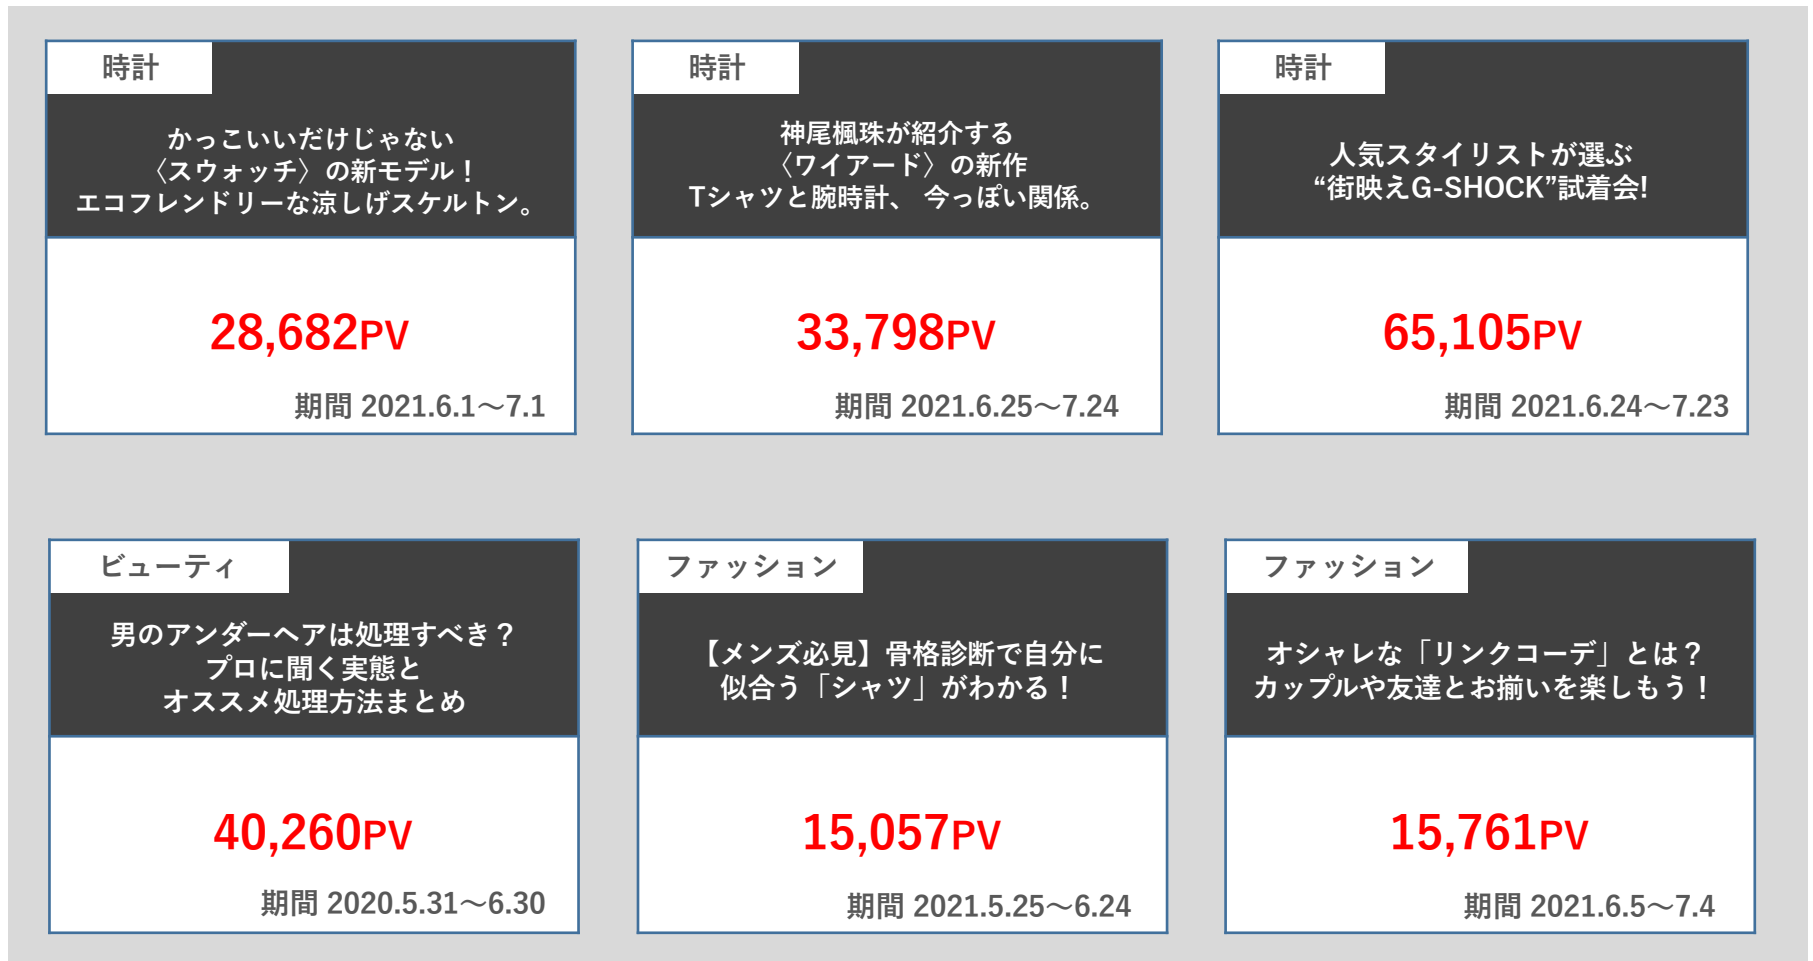 時計
かっこいいだけじゃない
〈スウォッチ〉の新モデル！
エコフレンドリーな涼しげスケルトン。
28,682PV
期間 2021.6.1～7.1
時計
神尾楓珠が紹介する
〈ワイアード〉の新作
Tシャツと腕時計、 今っぽい関係。
33,798PV
期間 2021.6.25～7.24
時計
人気スタイリストが選ぶ
“街映えG-SHOCK”試着会!
65,105PV
期間 2021.6.24～7.23
ビューティ
男のアンダーヘアは処理すべき？
プロに聞く実態と
オススメ処理方法まとめ
40,260PV
期間 2020.5.31～6.30
ファッション
【メンズ必見】骨格診断で自分に
似合う「シャツ」がわかる！
15,057PV
期間 2021.5.25～6.24
ファッション
オシャレな「リンクコーデ」とは？
カップルや友達とお揃いを楽しもう！
15,761PV
期間 2021.6.5～7.4